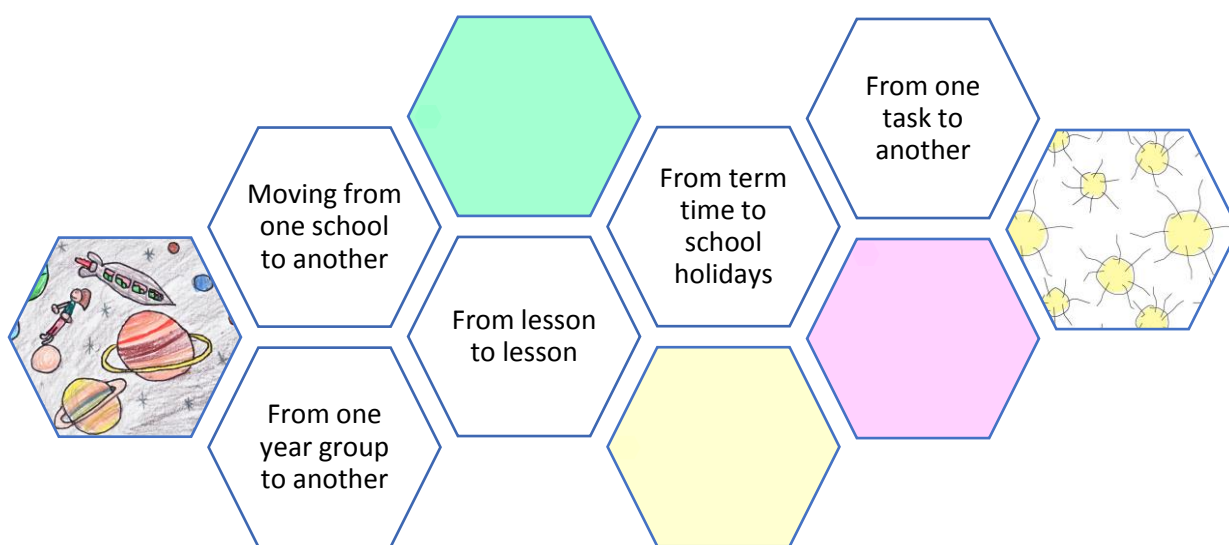 Moving from
one school
to another
From one
year group
to another
From lesson
to lesson
From term
time to
school
holidays
From one
task to
another